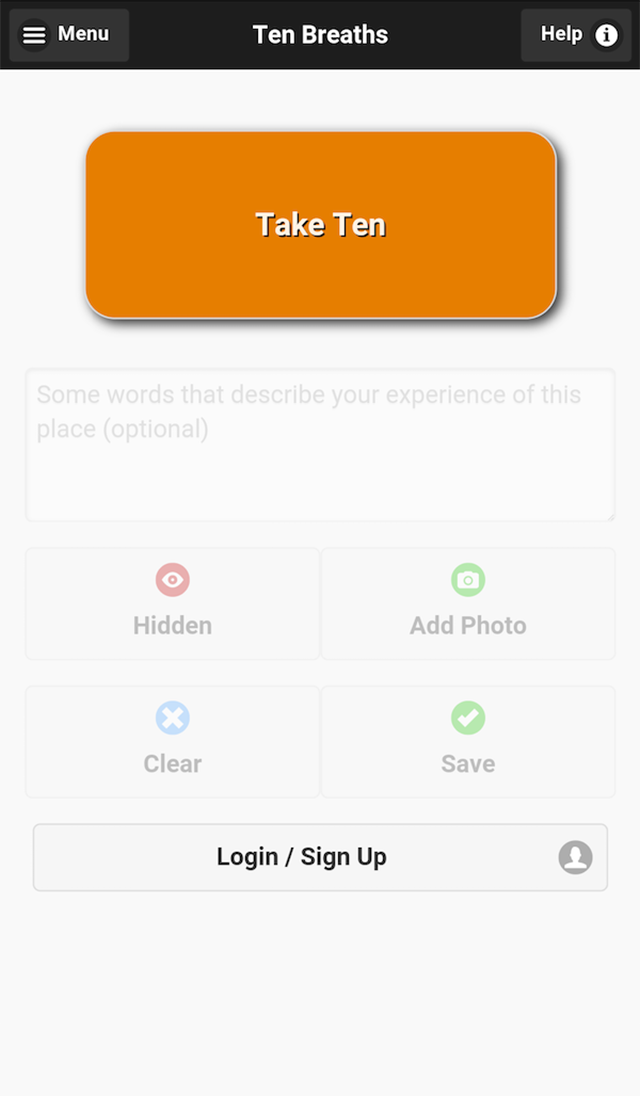 Menu
Ten Breaths
Help
Take Ten
Some words that describe your experience of this
place (optional)
Hidden
Add Photo
Clear
Save
Login / Sign Up